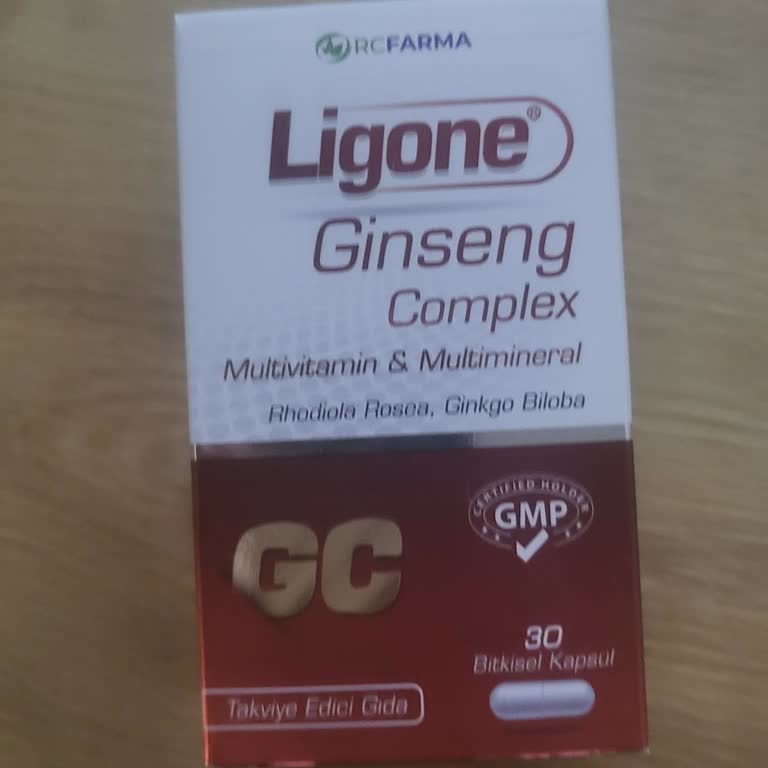 RCFARMA
Ligone®
Ginseng
Complex
Multivitamin & Multimineral
Rhodiola Rosea, Ginkgo Biloba
CERTIFIED HOLDER
GMP
GC
30
Bitkisel Kapsül
Takviye Edici Gıda